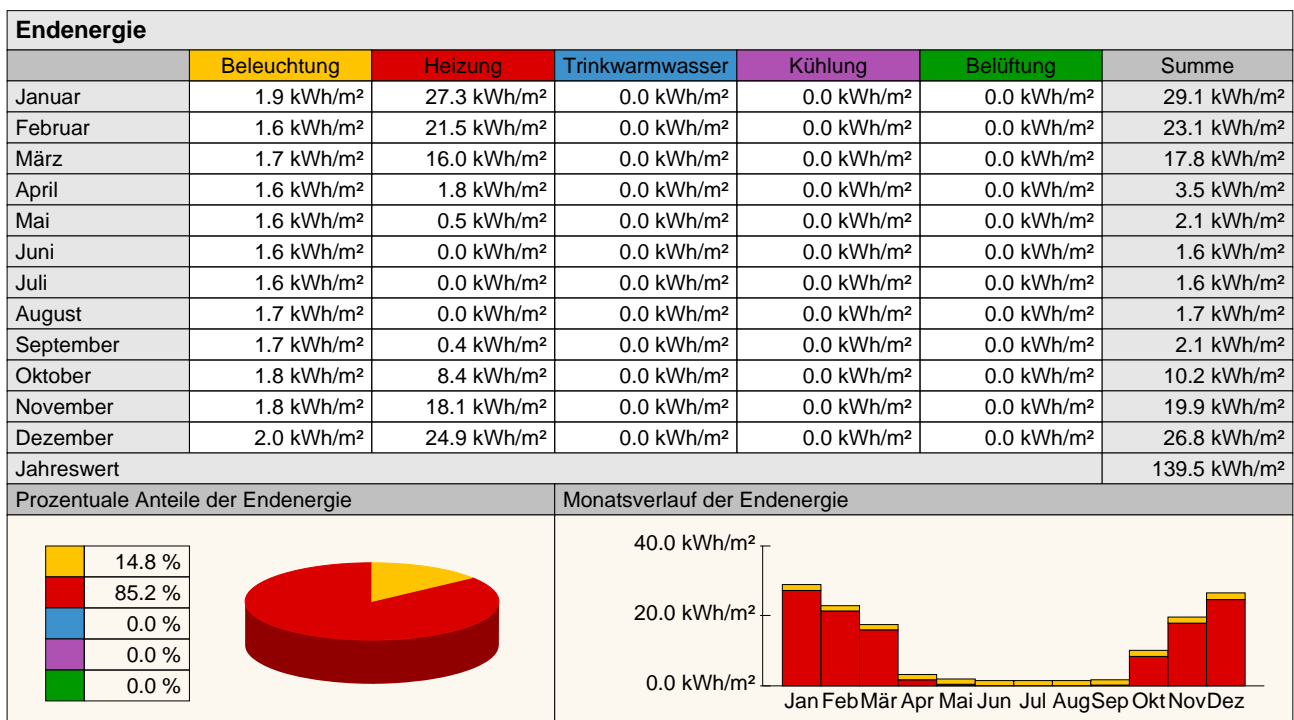 Endenergie
Beleuchtung Heizung Trinkwarmwasser Kühlung Belüftung Summe
Januar 1.9 kWh/m² 27.3 kWh/m² 0.0 kWh/m² 0.0 kWh/m² 0.0 kWh/m² 29.1 kWh/m²
Februar 1.6 kWh/m² 21.5 kWh/m² 0.0 kWh/m² 0.0 kWh/m² 0.0 kWh/m² 23.1 kWh/m²
März 1.7 kWh/m² 16.0 kWh/m² 0.0 kWh/m² 0.0 kWh/m² 0.0 kWh/m² 17.8 kWh/m²
April 1.6 kWh/m² 1.8 kWh/m² 0.0 kWh/m² 0.0 kWh/m² 0.0 kWh/m² 3.5 kWh/m²
Mai 1.6 kWh/m² 0.5 kWh/m² 0.0 kWh/m² 0.0 kWh/m² 0.0 kWh/m² 2.1 kWh/m²
Juni 1.6 kWh/m² 0.0 kWh/m² 0.0 kWh/m² 0.0 kWh/m² 0.0 kWh/m² 1.6 kWh/m²
Juli 1.6 kWh/m² 0.0 kWh/m² 0.0 kWh/m² 0.0 kWh/m² 0.0 kWh/m² 1.6 kWh/m²
August 1.7 kWh/m² 0.0 kWh/m² 0.0 kWh/m² 0.0 kWh/m² 0.0 kWh/m² 1.7 kWh/m²
September 1.7 kWh/m² 0.4 kWh/m² 0.0 kWh/m² 0.0 kWh/m² 0.0 kWh/m² 2.1 kWh/m²
Oktober 1.8 kWh/m² 8.4 kWh/m² 0.0 kWh/m² 0.0 kWh/m² 0.0 kWh/m² 10.2 kWh/m²
November 1.8 kWh/m² 18.1 kWh/m² 0.0 kWh/m² 0.0 kWh/m² 0.0 kWh/m² 19.9 kWh/m²
Dezember 2.0 kWh/m² 24.9 kWh/m² 0.0 kWh/m² 0.0 kWh/m² 0.0 kWh/m² 26.8 kWh/m²
Jahreswert 139.5 kWh/m²
Prozentuale Anteile der Endenergie
14.8 %
85.2 %
0.0 %
0.0 %
0.0 %
Monatsverlauf der Endenergie
40.0 kWh/m²
20.0 kWh/m²
0.0 kWh/m²
Jan Feb Mär Apr Mai Jun Jul Aug Sep Okt Nov Dez